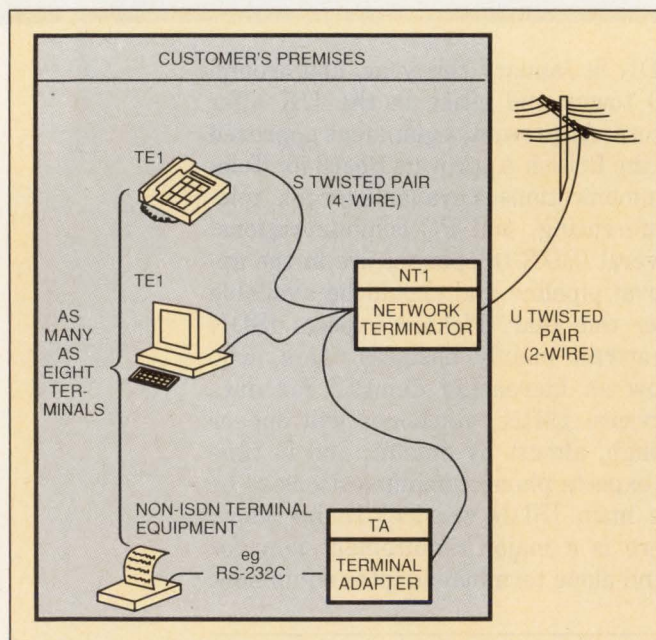 CUSTOMER'S PREMISES
TE1
S TWISTED PAIR
(4-WIRE)
TE1
NT1
NETWORK
TERMINATOR
U TWISTED
PAIR
(2-WIRE)
AS
MANY
AS
EIGHT
TER-
MINALS
NON-ISDN TERMINAL
EQUIPMENT
eg
RS-232C
TA
TERMINAL
ADAPTER